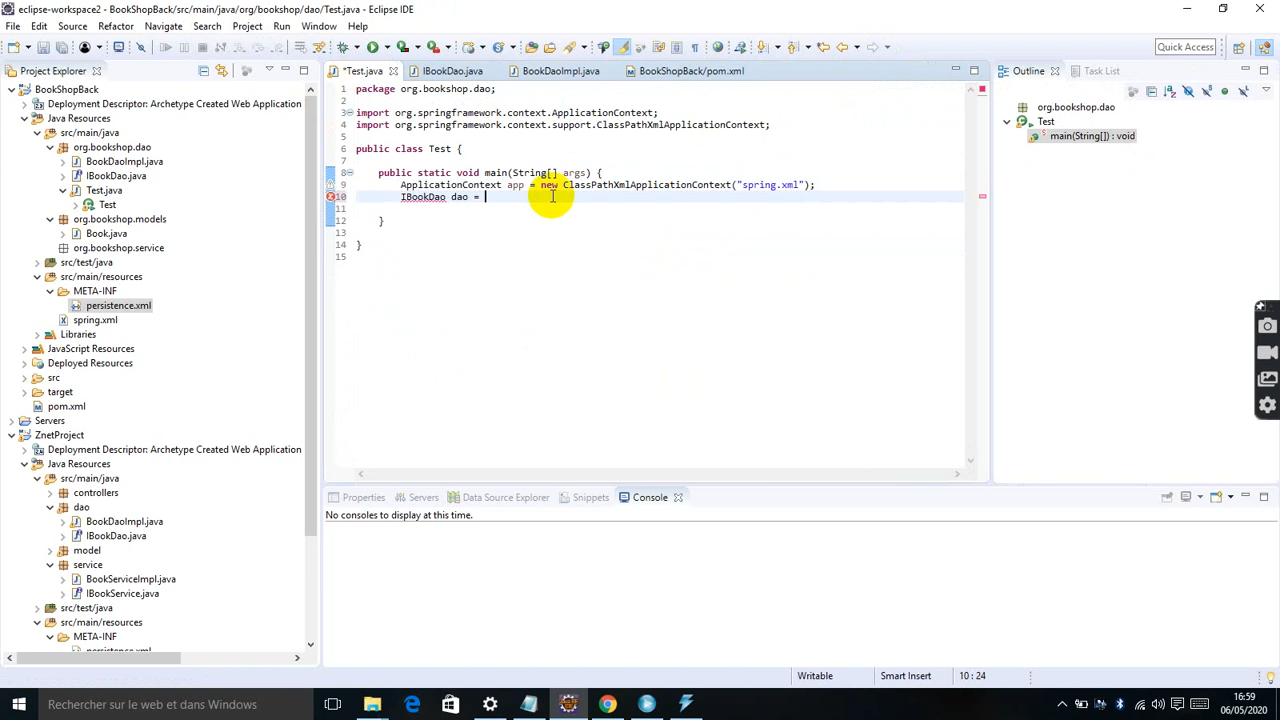 eclipse-workspace2 - BookShopBack/src/main/java/org/bookshop/dao/Test.java - Eclipse IDE
File Edit Source Refactor Navigate Search Project Run Window Help
Quick Access
Project Explorer
BookShopBack
Deployment Descriptor: Archetype Created Web Application
Java Resources
src/main/java
org.bookshop.dao
BookDaoImpl.java
IBookDao.java
Test.java
Test
org.bookshop.models
Book.java
org.bookshop.service
src/test/java
src/main/resources
META-INF
persistence.xml
spring.xml
Libraries
JavaScript Resources
Deployed Resources
src
target
pom.xml
Servers
ZnetProject
Deployment Descriptor: Archetype Created Web Application
Java Resources
src/main/java
controllers
dao
BookDaoImpl.java
IBookDao.java
model
service
BookServiceImpl.java
IBookService.java
src/test/java
src/main/resources
META-INF
persistence.xml
*Test.java IBookDao.java BookDaoImpl.java BookShopBack/pom.xml
1 package org.bookshop.dao;
2
3 import org.springframework.context.ApplicationContext;
4 import org.springframework.context.support.ClassPathXmlApplicationContext;
5
6 public class Test {
7
8 public static void main(String[] args) {
9 ApplicationContext app = new ClassPathXmlApplicationContext("spring.xml");
10 IBookDao dao =
11
12 }
13
14 }
15
Outline Task List
org.bookshop.dao
Test
main(String[]) : void
Properties Servers Data Source Explorer Snippets Console
No consoles to display at this time.
Writable Smart Insert 10 : 24
Rechercher sur le web et dans Windows
16:59
06/05/2020